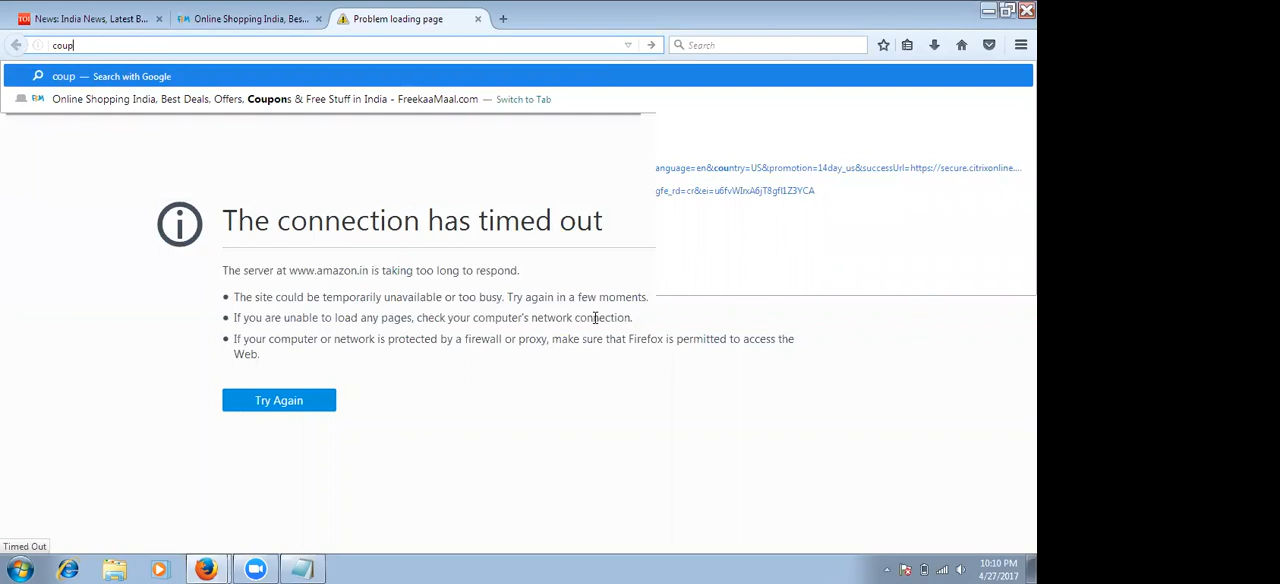 TOI News: India News, Latest B...
F₹M Online Shopping India, Bes...
Problem loading page
coup
Search
coup — Search with Google
F₹M Online Shopping India, Best Deals, Offers, Coupons & Free Stuff in India - FreekaaMaal.com — Switch to Tab
anguage=en&country=US&promotion=14day_us&successUrl=https://secure.citrixonline....
The connection has timed out
The server at www.amazon.in is taking too long to respond.
The site could be temporarily unavailable or too busy. Try again in a few moments.
If you are unable to load any pages, check your computer's network connection.
If your computer or network is protected by a firewall or proxy, make sure that Firefox is permitted to access the
Web.
Try Again
Timed Out
10:10 PM
4/27/2017